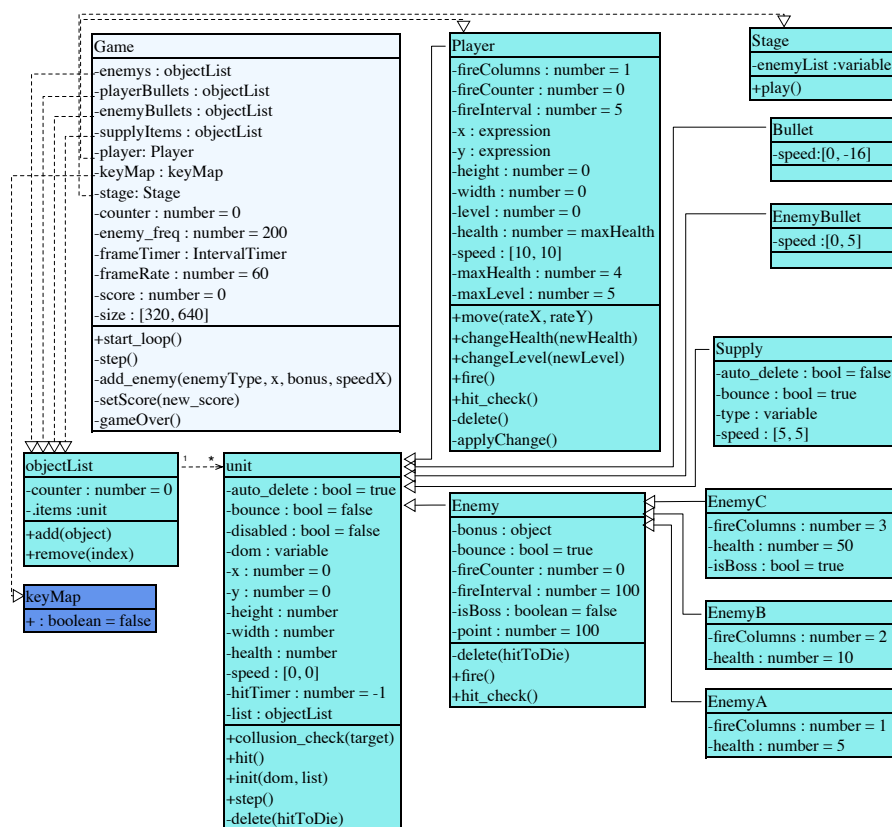 Game
-enemys : objectList
-playerBullets : objectList
-enemyBullets : objectList
-supplyItems : objectList
-player: Player
-keyMap : keyMap
-stage: Stage
-counter : number = 0
-enemy_freq : number = 200
-frameTimer : IntervalTimer
-frameRate : number = 60
-score : number = 0
-size : [320, 640]
+start_loop()
-step()
-add_enemy(enemyType, x, bonus, speedX)
-setScore(new_score)
-gameOver()
Player
-fireColumns : number = 1
-fireCounter : number = 0
-fireInterval : number = 5
-x : expression
-y : expression
-height : number = 0
-width : number = 0
-level : number = 0
-health : number = maxHealth
-speed : [10, 10]
-maxHealth : number = 4
-maxLevel : number = 5
+move(rateX, rateY)
+changeHealth(newHealth)
+changeLevel(newLevel)
+fire()
+hit_check()
-delete()
-applyChange()
Stage
-enemyList :variable
+play()
Bullet
-speed:[0, -16]
EnemyBullet
-speed :[0, 5]
Supply
-auto_delete : bool = false
-bounce : bool = true
-type : variable
-speed : [5, 5]
objectList
-counter : number = 0
-.items :unit
+add(object)
+remove(index)
1
*
keyMap
+ : boolean = false
unit
-auto_delete : bool = true
-bounce : bool = false
-disabled : bool = false
-dom : variable
-x : number = 0
-y : number = 0
-height : number
-width : number
-health : number
-speed : [0, 0]
-hitTimer : number = -1
-list : objectList
+collusion_check(target)
+hit()
+init(dom, list)
+step()
-delete(hitToDie)
Enemy
-bonus : object
-bounce : bool = true
-fireCounter : number = 0
-fireInterval : number = 100
-isBoss : boolean = false
-point : number = 100
-delete(hitToDie)
+fire()
+hit_check()
EnemyC
-fireColumns : number = 3
-health : number = 50
-isBoss : bool = true
EnemyB
-fireColumns : number = 2
-health : number = 10
EnemyA
-fireColumns : number = 1
-health : number = 5